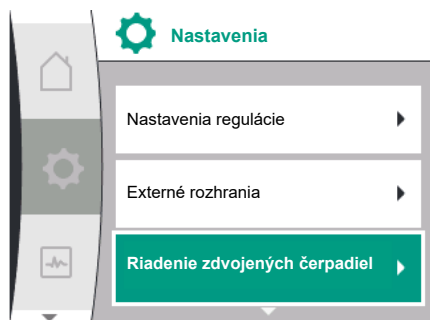 Nastavenia
Nastavenia regulácie
Externé rozhrania
Riadenie zdvojených čerpadiel